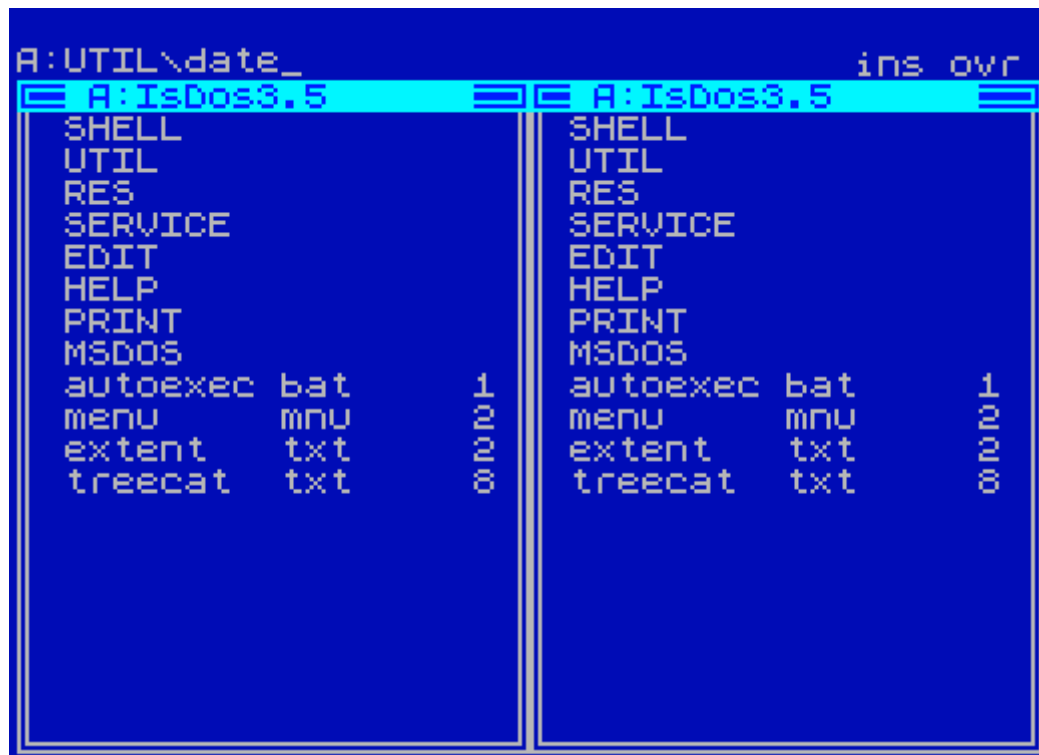 A:UTIL\date_
ins ovr
A:IsDos3.5
SHELL
UTIL
RES
SERVICE
EDIT
HELP
PRINT
MSDOS
autoexec bat 1
menu mnu 2
extent txt 2
treecat txt 8
A:IsDos3.5
SHELL
UTIL
RES
SERVICE
EDIT
HELP
PRINT
MSDOS
autoexec bat 1
menu mnu 2
extent txt 2
treecat txt 8